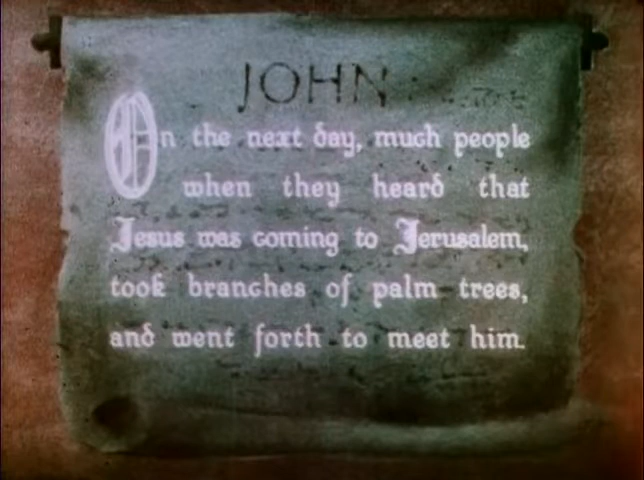 JOHN
On the next day, much people
when they heard that
Jesus was coming to Jerusalem,
took branches of palm trees,
and went forth to meet him.